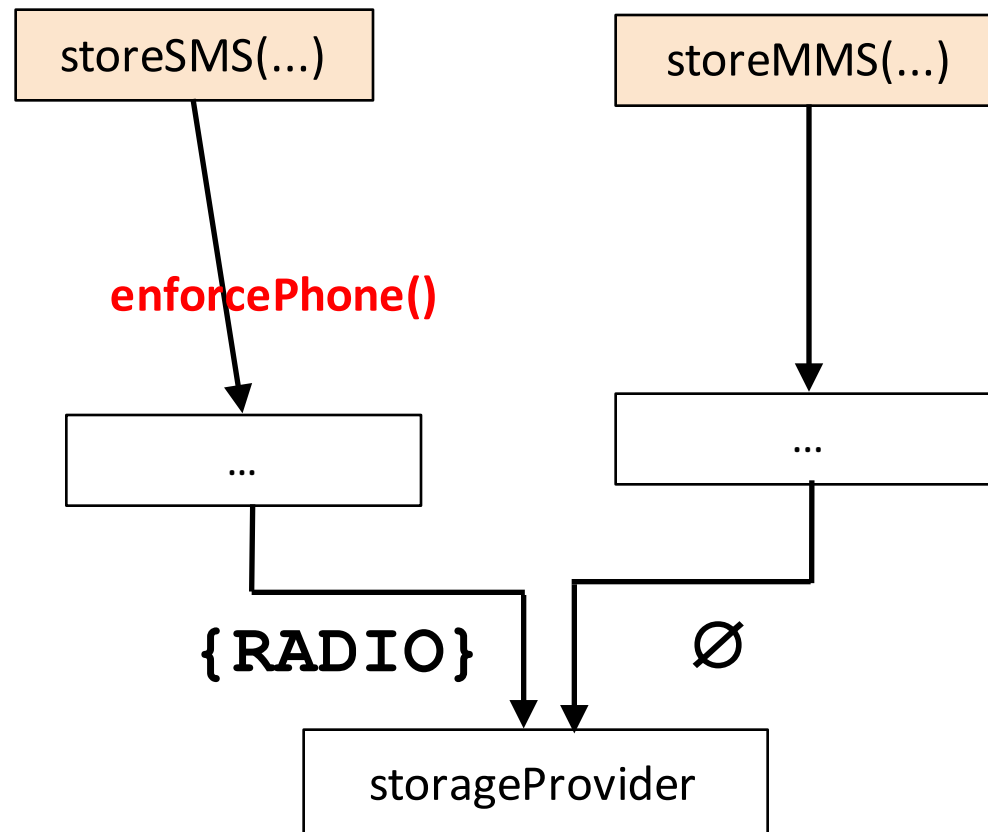 storeSMS(...)
storeMMS(...)
enforcePhone()
...
...
{RADIO}
∅
storageProvider